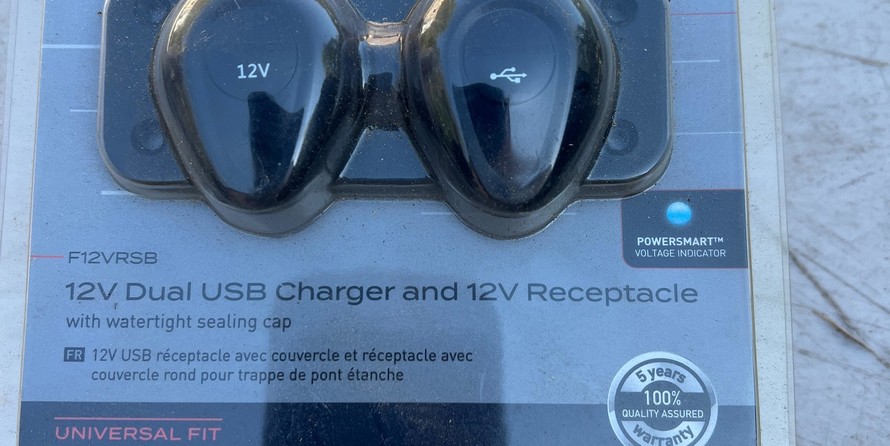 12V
POWERSMART™
VOLTAGE INDICATOR
F12VRSB
12V Dual USB Charger and 12V Receptacle
with watertight sealing cap
FR 12V USB réceptacle avec couvercle et réceptacle avec
couvercle rond pour trappe de pont étanche
5 years
100%
QUALITY ASSURED
warranty
UNIVERSAL FIT